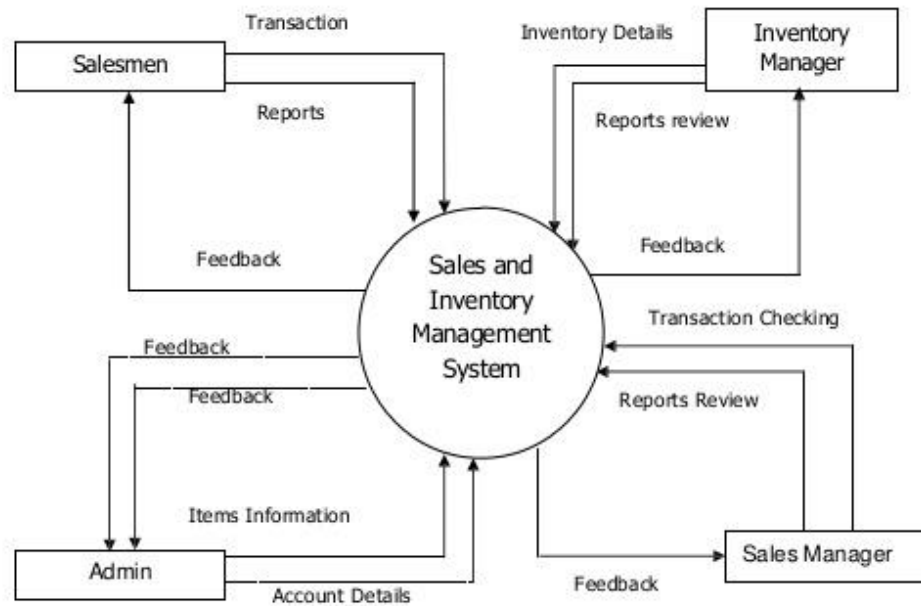 Transaction
Salesmen
Reports
Inventory Details
Inventory
Manager
Reports review
Feedback
Feedback
Sales and
Inventory
Management
System
Transaction Checking
Feedback
Feedback
Reports Review
Items Information
Admin
Account Details
Feedback
Sales Manager